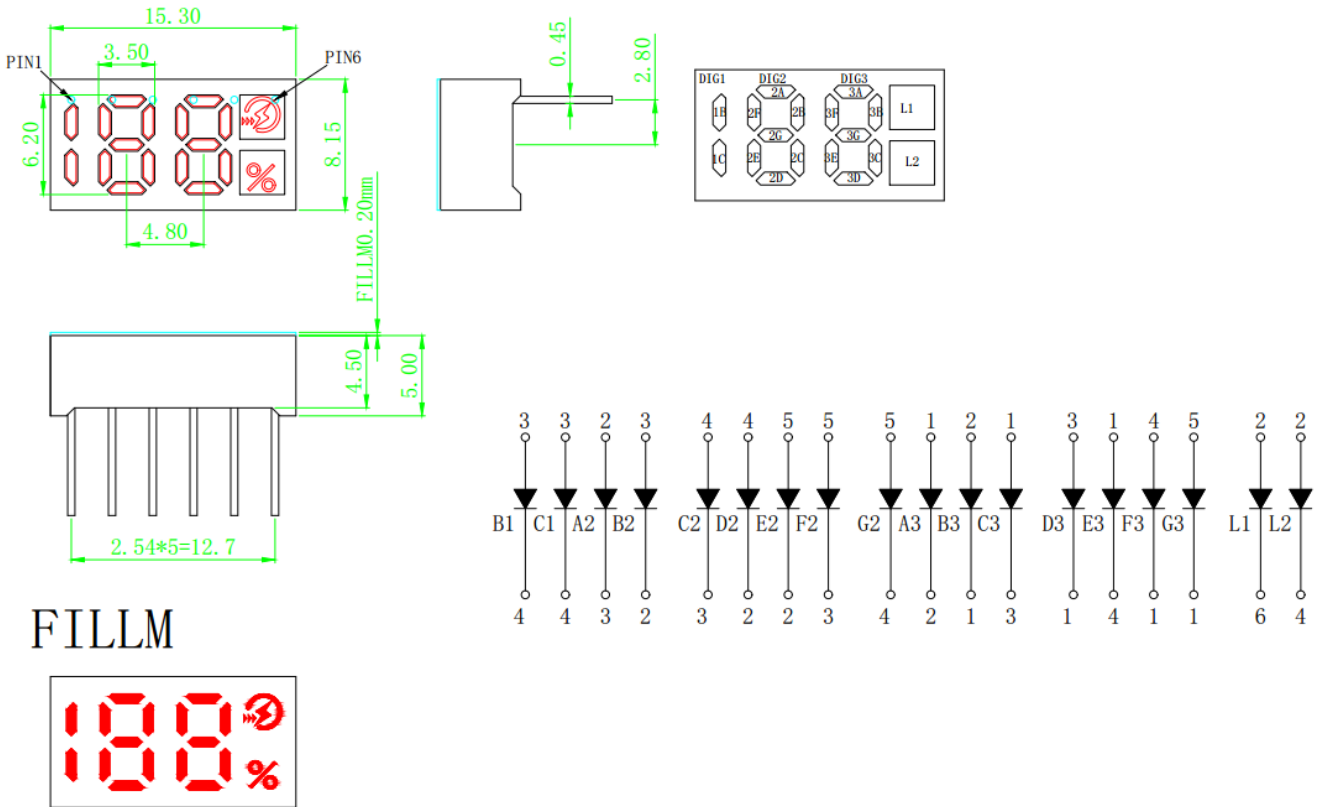 15.30
3.50
PIN1
PIN6
6.20
8.15
4.80
0.45
2.80
DIG1 DIG2 DIG3
2A 3A
1B 2F 2B 3F 3B L1
2G 3G
1C 2E 2C 3E 3C L2
2D 3D
FILLM0.20mm
4.50
5.00
2.54*5=12.7
3 3 2 3 4 4 5 5 5 1 2 1 3 1 4 5 2 2
B1 C1 A2 B2 C2 D2 E2 F2 G2 A3 B3 C3 D3 E3 F3 G3 L1 L2
4 4 3 2 3 2 2 3 4 2 1 3 1 4 1 1 6 4
FILLM
188
%